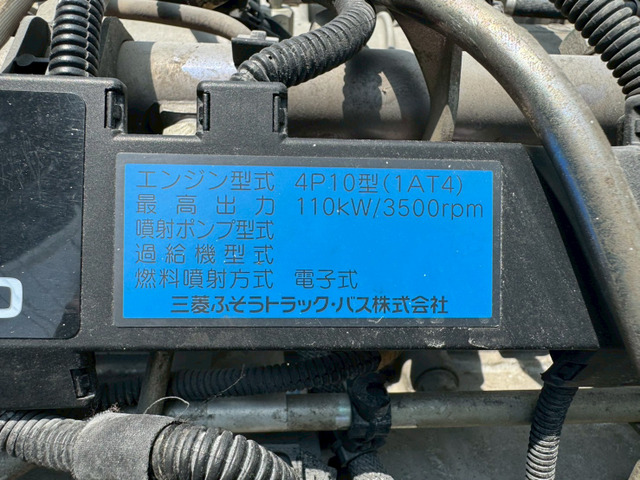 エンジン型式 4P10型(1AT4)
最高出力 110kW/3500rpm
噴射ポンプ型式
過給機型式
燃料噴射方式 電子式
三菱ふそうトラック・バス株式会社